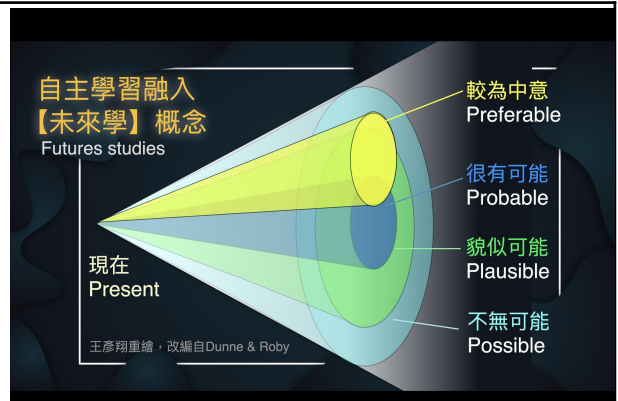 自主學習融入
【未來學】概念
Futures studies
較為中意
Preferable
很有可能
Probable
貌似可能
Plausible
不無可能
Possible
現在
Present
王彥翔重繪，改編自Dunne & Roby